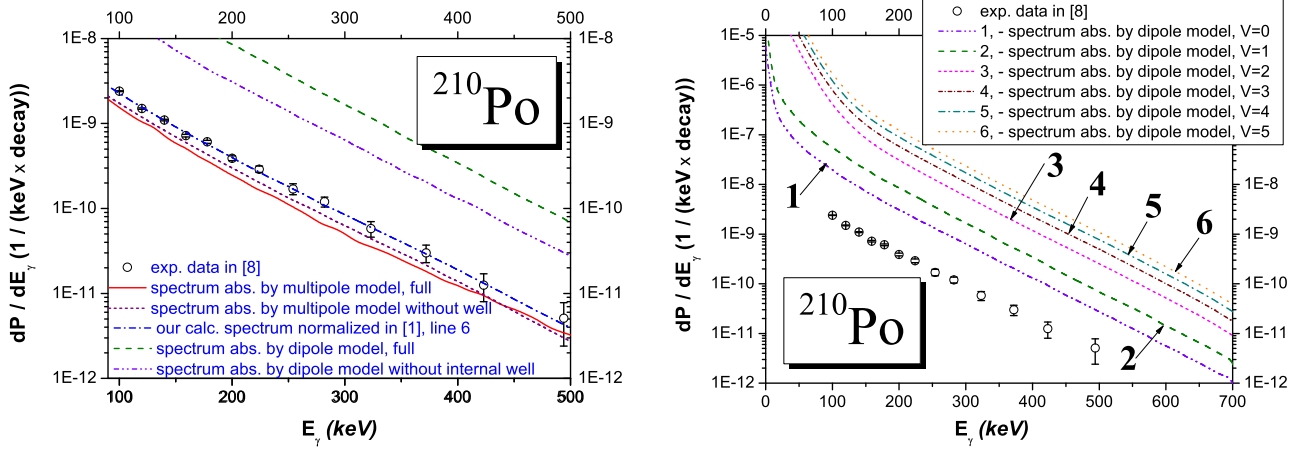 100 200 300 400 500
1E-8 1E-8
1E-9 1E-9
1E-10 1E-10
1E-11 1E-11
1E-12 1E-12
dP / dEγ (1 / (keV x decay))
210Po
exp. data in [8]
spectrum abs. by multipole model, full
spectrum abs. by multipole model without well
our calc. spectrum normalized in [1], line 6
spectrum abs. by dipole model, full
spectrum abs. by dipole model without internal well
100 200 300 400 500
Eγ (keV)
0 100
exp. data in [8]
1, - spectrum abs. by dipole model, V=0
2, - spectrum abs. by dipole model, V=1
3, - spectrum abs. by dipole model, V=2
4, - spectrum abs. by dipole model, V=3
5, - spectrum abs. by dipole model, V=4
6, - spectrum abs. by dipole model, V=5
1E-5
1E-6
1E-7
1E-8 1E-8
1E-9 1E-9
1E-10 1E-10
1E-11 1E-11
1E-12 1E-12
dP / dEγ (1 / (keV x decay))
1
3
4
5
6
2
210Po
0 100 200 300 400 500 600 700
Eγ (keV)